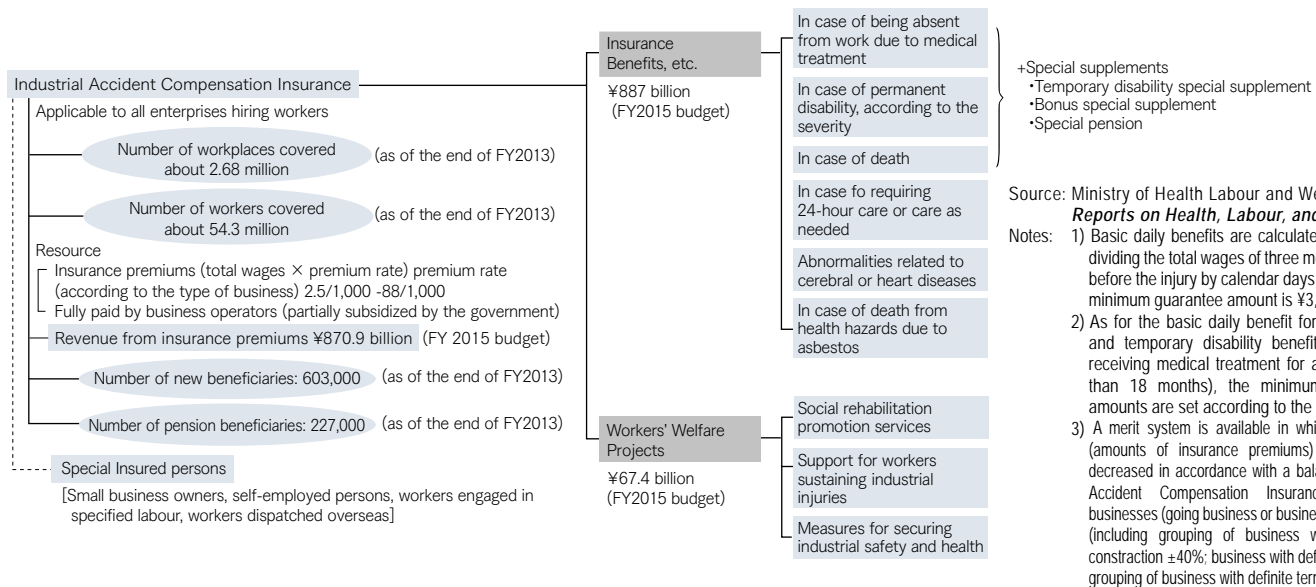 Industrial Accident Compensation Insurance
Applicable to all enterprises hiring workers
Number of workplaces covered
about 2.68 million
(as of the end of FY2013)
Number of workers covered
about 54.3 million
(as of the end of FY2013)
Resource
Insurance premiums (total wages × premium rate) premium rate
(according to the type of business) 2.5/1,000 -88/1,000
Fully paid by business operators (partially subsidized by the government)
Revenue from insurance premiums ¥870.9 billion (FY 2015 budget)
Number of new beneficiaries: 603,000 (as of the end of FY2013)
Number of pension beneficiaries: 227,000 (as of the end of FY2013)
Special Insured persons
[Small business owners, self-employed persons, workers engaged in
specified labour, workers dispatched overseas]
Insurance
Benefits, etc.
¥887 billion
(FY2015 budget)
In case of being absent
from work due to medical
treatment
In case of permanent
disability, according to the
severity
In case of death
In case fo requiring
24-hour care or care as
needed
Abnormalities related to
cerebral or heart diseases
In case of death from
health hazards due to
asbestos
+Special supplements
•Temporary disability special supplement
•Bonus special supplement
•Special pension
Workers' Welfare
Projects
¥67.4 billion
(FY2015 budget)
Social rehabilitation
promotion services
Support for workers
sustaining industrial
injuries
Measures for securing
industrial safety and health
Source: Ministry of Health Labour and
Reports on Health, Labour, and
Notes: 1) Basic daily benefits are
dividing the total wages of three
before the injury by calendar days
minimum guarantee amount is
2) As for the basic daily benefit for
and temporary disability
receiving medical treatment for
than 18 months), the
amounts are set according to the
3) A merit system is available in
(amounts of insurance premiums)
decreased in accordance with a
Accident Compensation
businesses (going business or
(including grouping of business
constraction ±40%; business with
grouping of business with definite